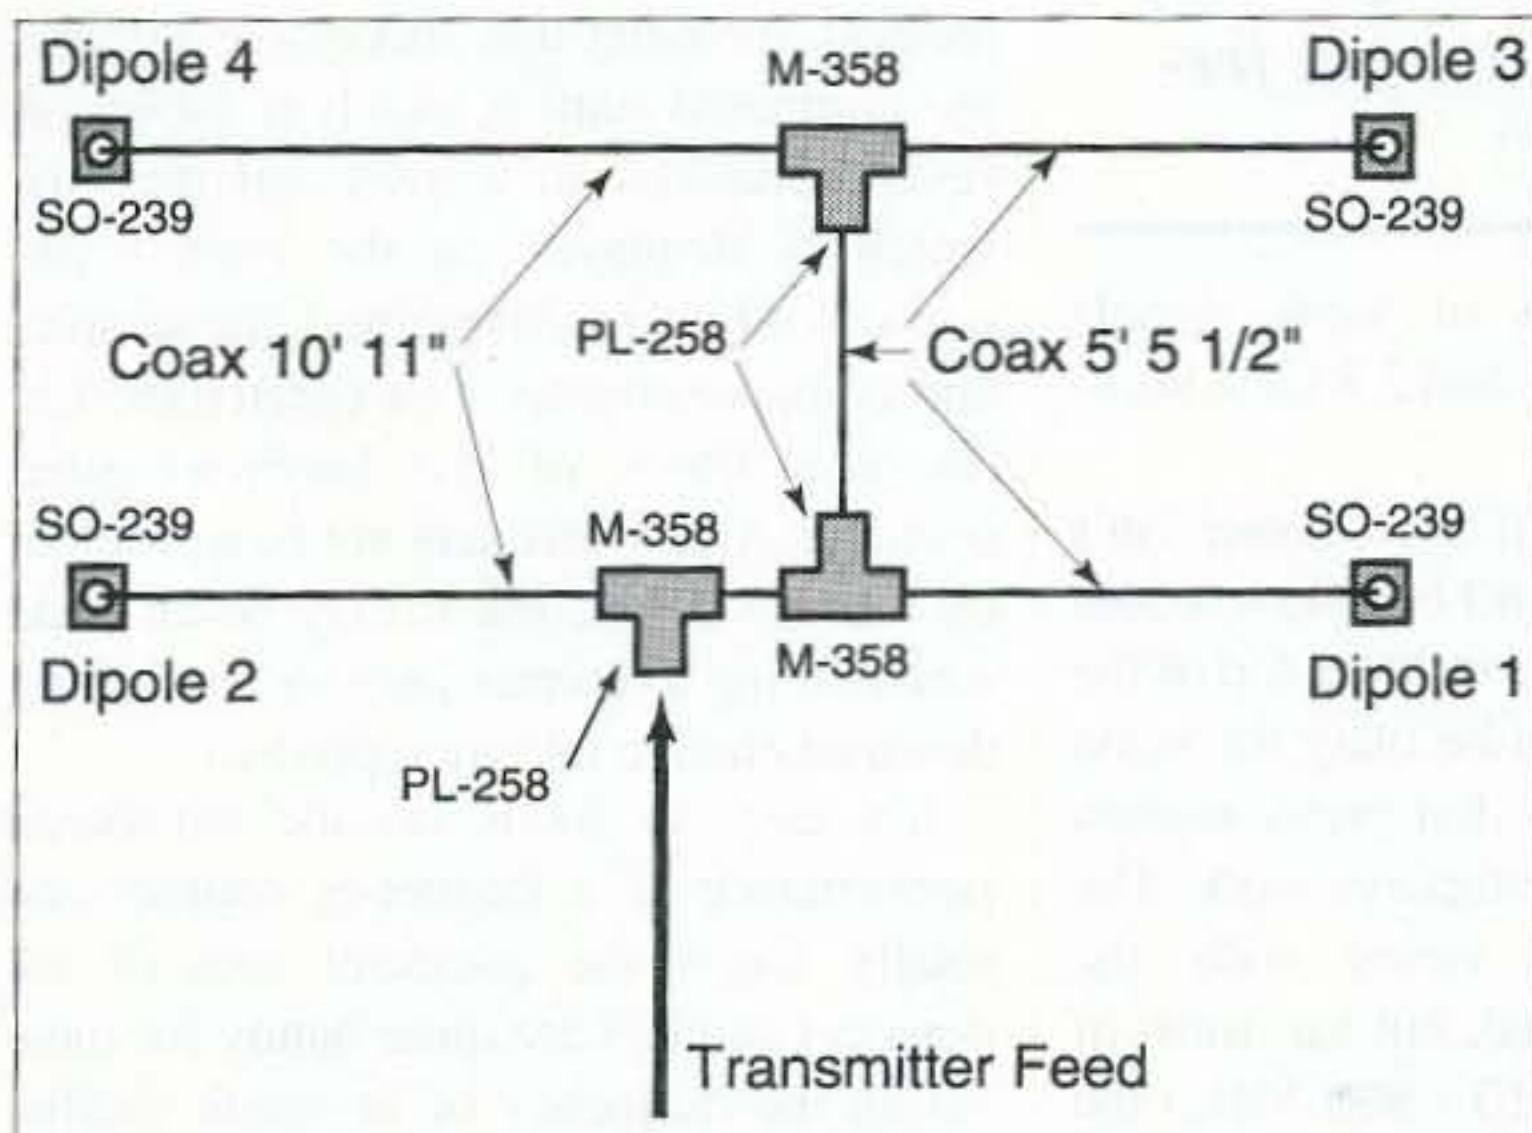 Dipole 4
M-358
Dipole 3
SO-239
SO-239
PL-258
Coax 10' 11"
Coax 5' 5 1/2"
SO-239
M-358
SO-239
Dipole 2
M-358
Dipole 1
PL-258
Transmitter Feed